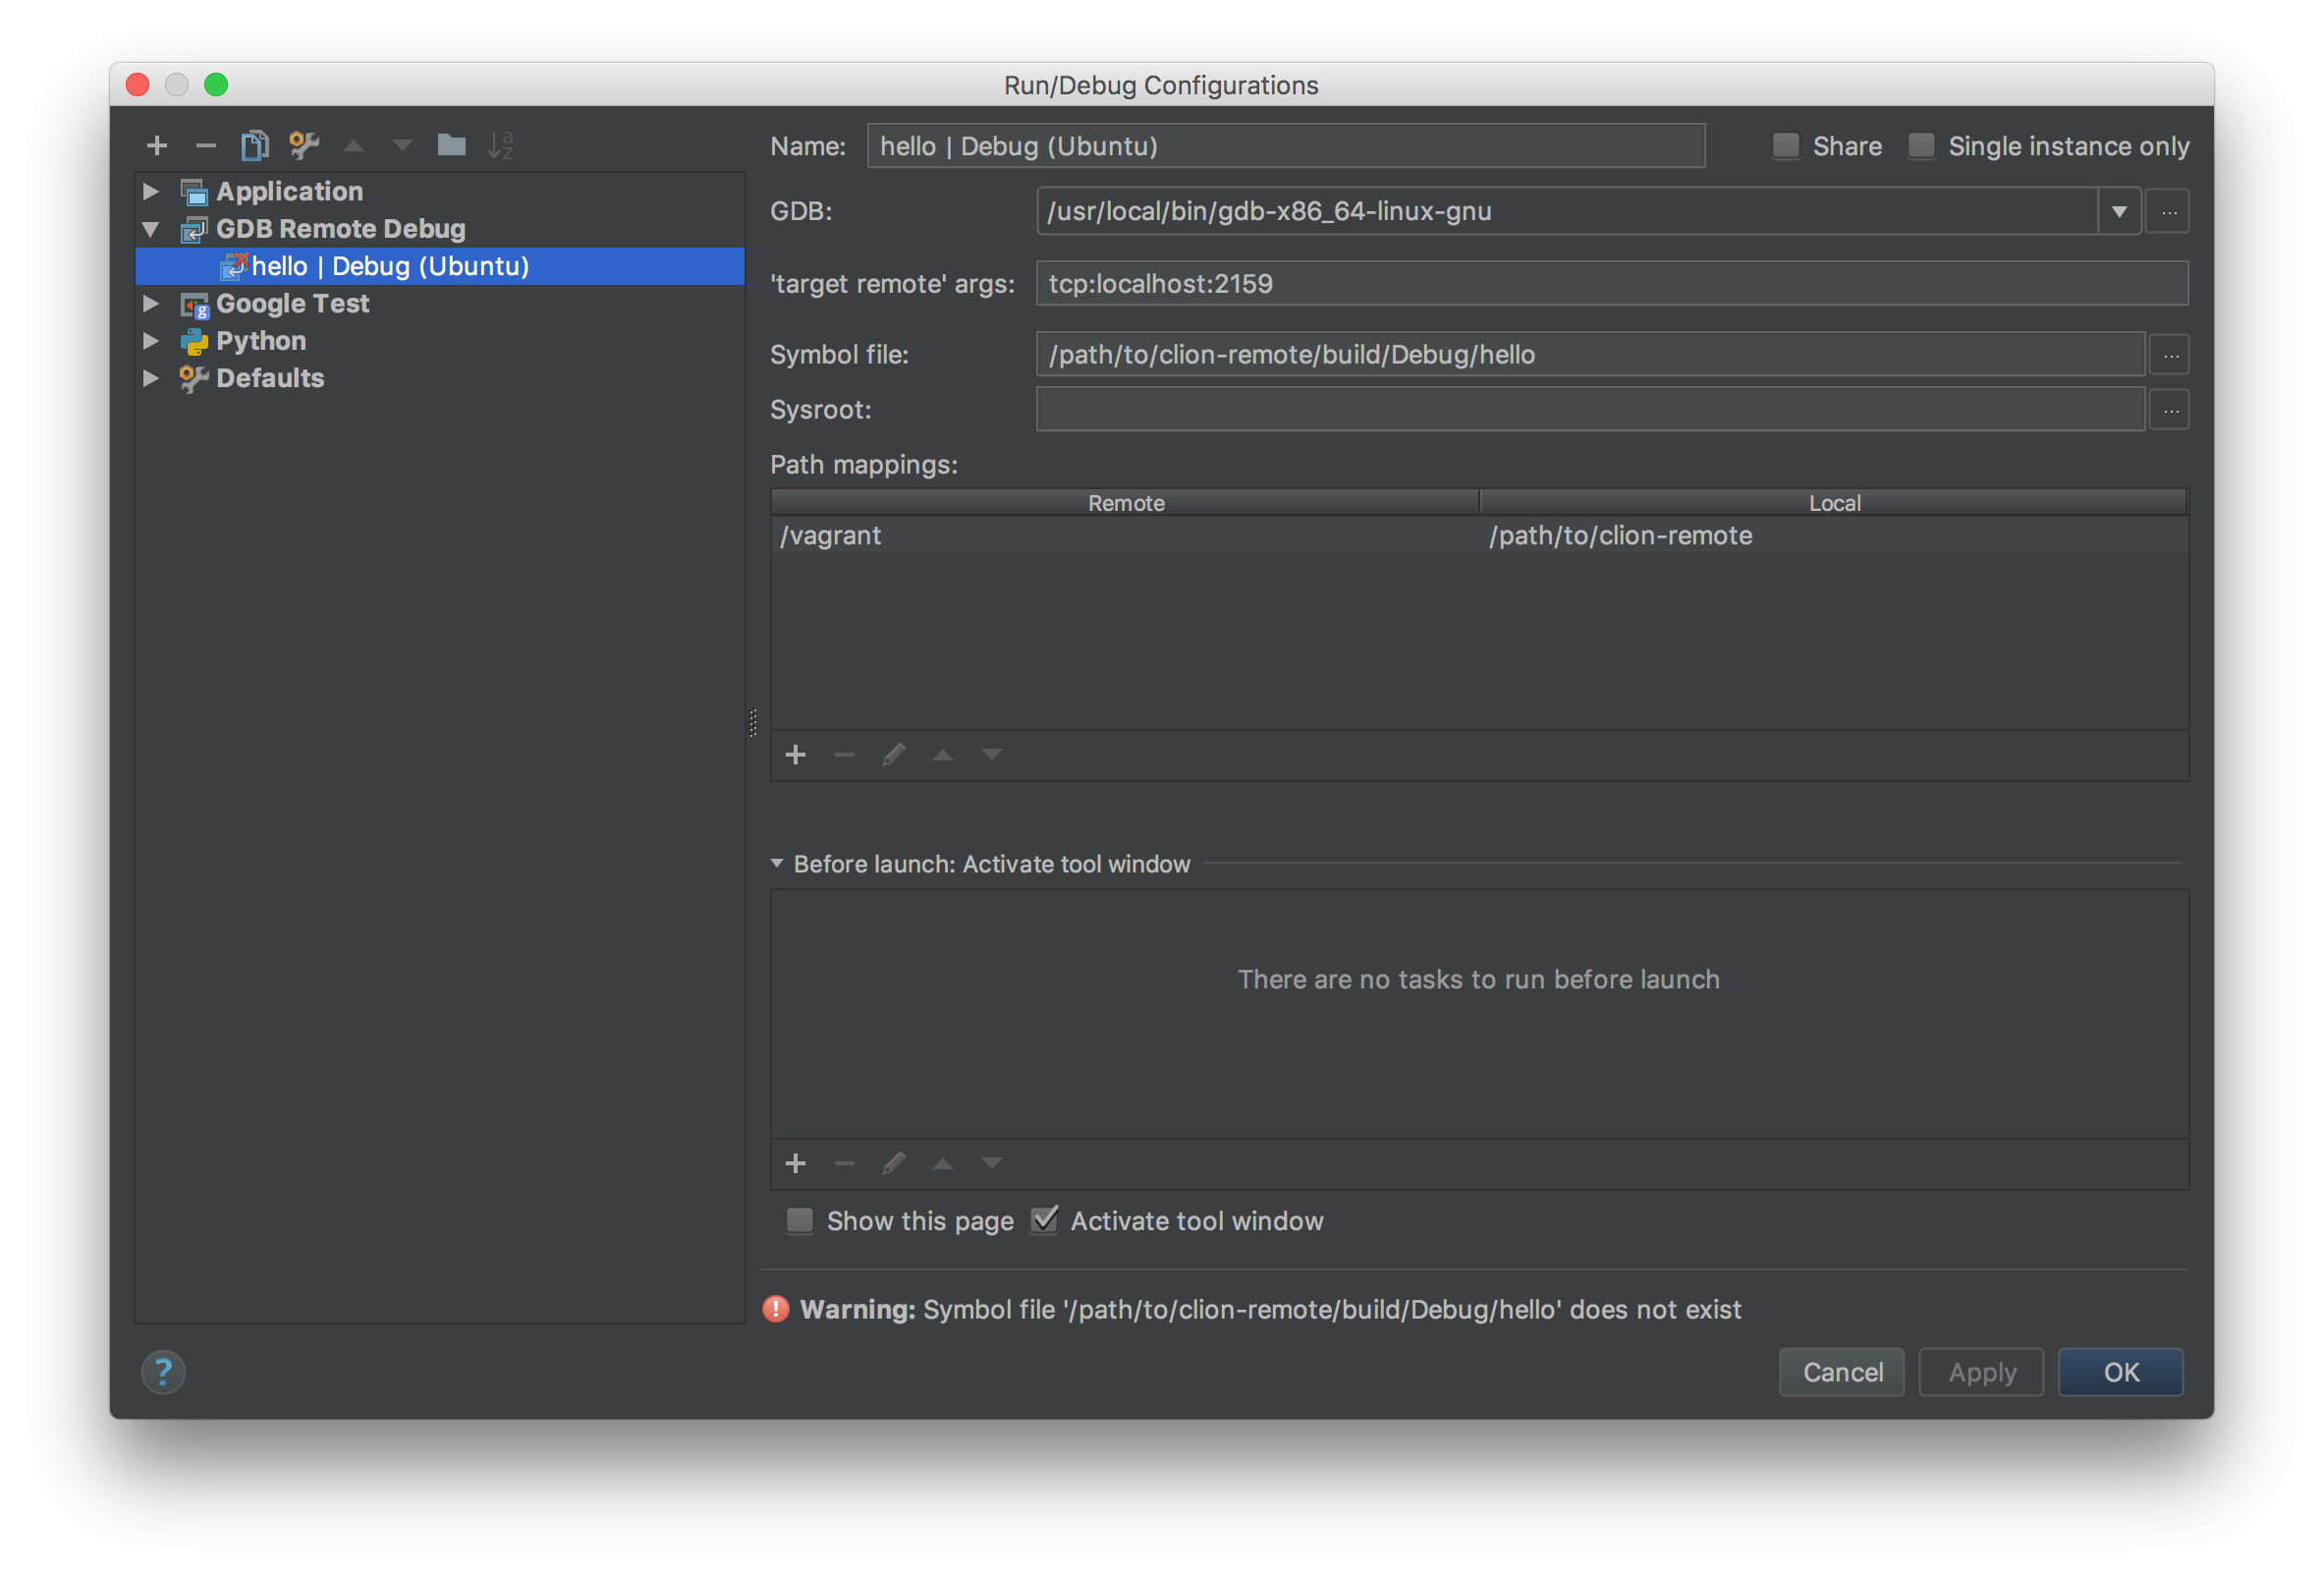 Run/Debug Configurations
Application
GDB Remote Debug
hello | Debug (Ubuntu)
Google Test
Python
Defaults
Name: hello | Debug (Ubuntu) Share Single instance only
GDB: /usr/local/bin/gdb-x86_64-linux-gnu ...
'target remote' args: tcp:localhost:2159
Symbol file: /path/to/clion-remote/build/Debug/hello ...
Sysroot: ...
Path mappings:
Remote Local
/vagrant /path/to/clion-remote
Before launch: Activate tool window
There are no tasks to run before launch
Show this page Activate tool window
Warning: Symbol file '/path/to/clion-remote/build/Debug/hello' does not exist
? Cancel Apply OK